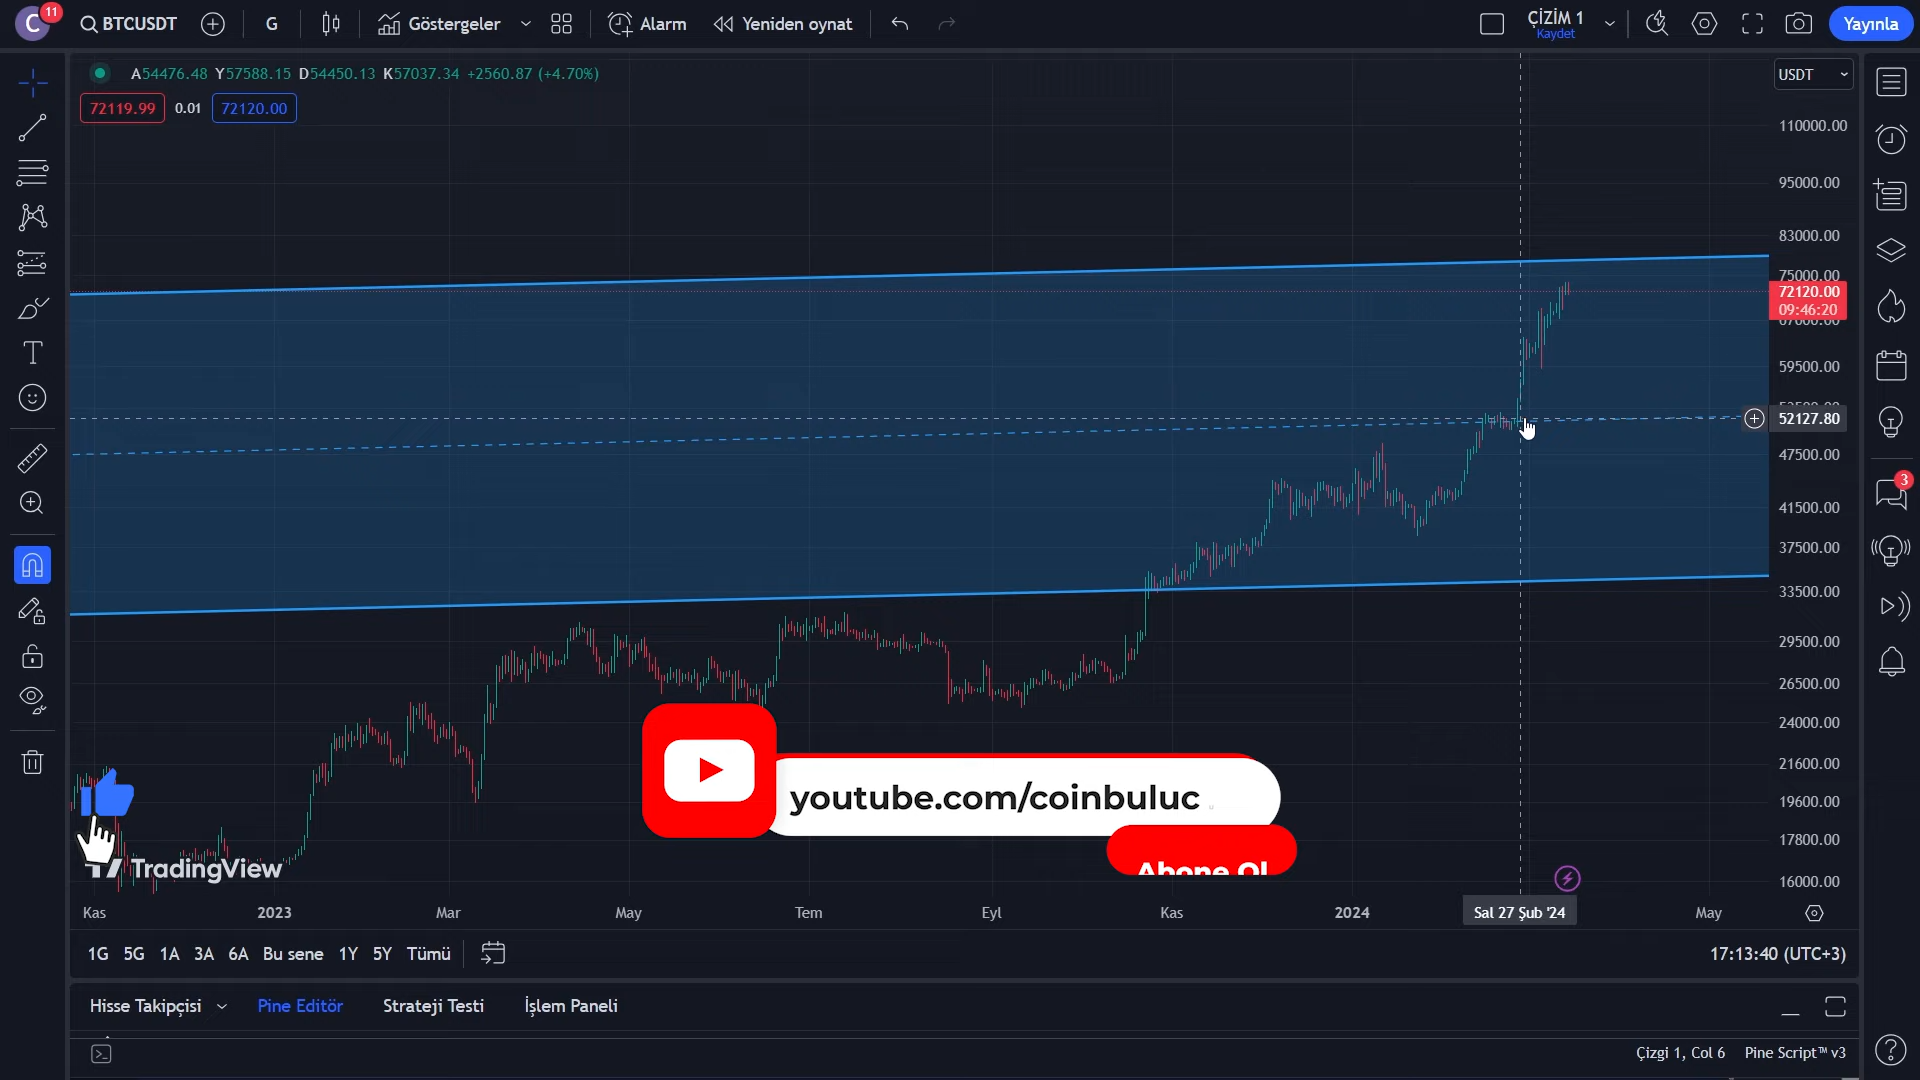 C
11
BTCUSDT
G
Göstergeler
Alarm
Yeniden oynat
ÇİZİM 1
Kaydet
Yayınla
A54476.48 Y57588.15 D54450.13 K57037.34 +2560.87 (+4.70%)
USDT
72119.99
0.01
72120.00
110000.00
95000.00
83000.00
75000.00
72120.00
09:46:20
59500.00
52127.80
47500.00
3
41500.00
37500.00
33500.00
29500.00
26500.00
24000.00
21600.00
youtube.com/coinbuluc
19600.00
17800.00
Abone Ol
TradingView
16000.00
Kas
2023
Mar
May
Tem
Eyl
Kas
2024
Sal 27 Şub '24
May
1G 5G 1A 3A 6A Bu sene 1Y 5Y Tümü
17:13:40 (UTC+3)
Hisse Takipçisi
Pine Editör
Strateji Testi
İşlem Paneli
Çizgi 1, Col 6
Pine Script™ v3